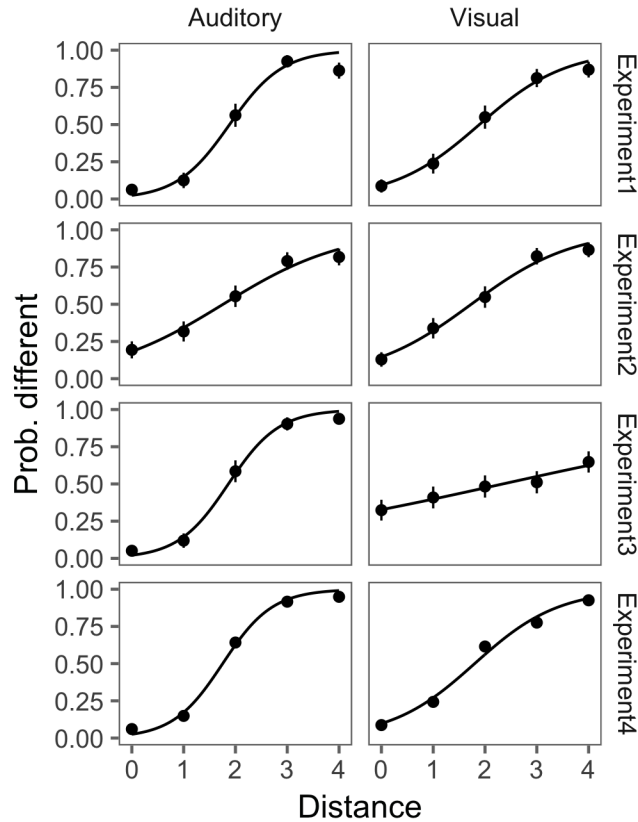 Auditory
Visual
1.00
0.75
0.50
0.25
0.00
Experiment1
1.00
0.75
0.50
0.25
0.00
Experiment2
1.00
0.75
0.50
0.25
0.00
Experiment3
1.00
0.75
0.50
0.25
0.00
Experiment4
Prob. different
0 1 2 3 4
0 1 2 3 4
Distance